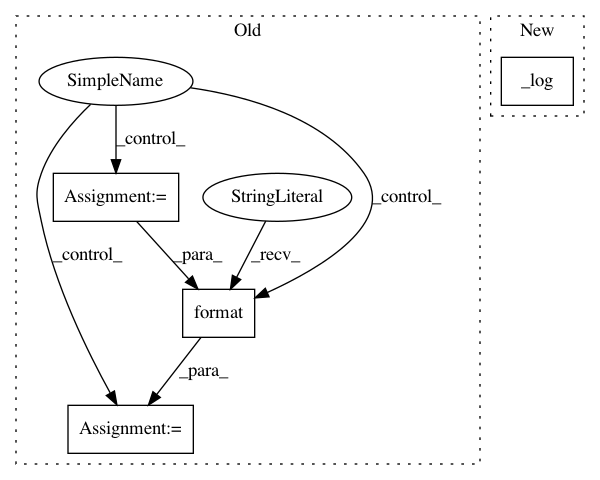 Old
New
SimpleName
_log
_control_
Assignment:=
StringLiteral
_control_
_control_
_para_
_recv_
format
_para_
Assignment:=